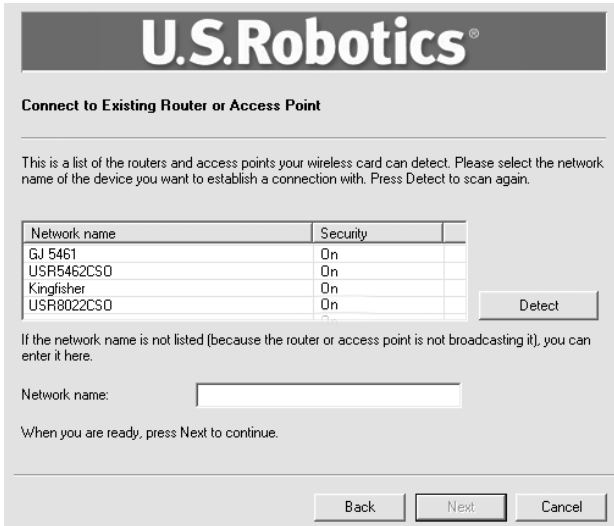 U.S.Robotics®
Connect to Existing Router or Access Point
This is a list of the routers and access points your wireless card can detect. Please select the network
name of the device you want to establish a connection with. Press Detect to scan again.
Network name Security
GJ 5461 On
USR5462CSO On
Kingfisher On
USR8022CSO On
Detect
If the network name is not listed (because the router or access point is not broadcasting it), you can
enter it here.
Network name:
When you are ready, press Next to continue.
Back Next Cancel